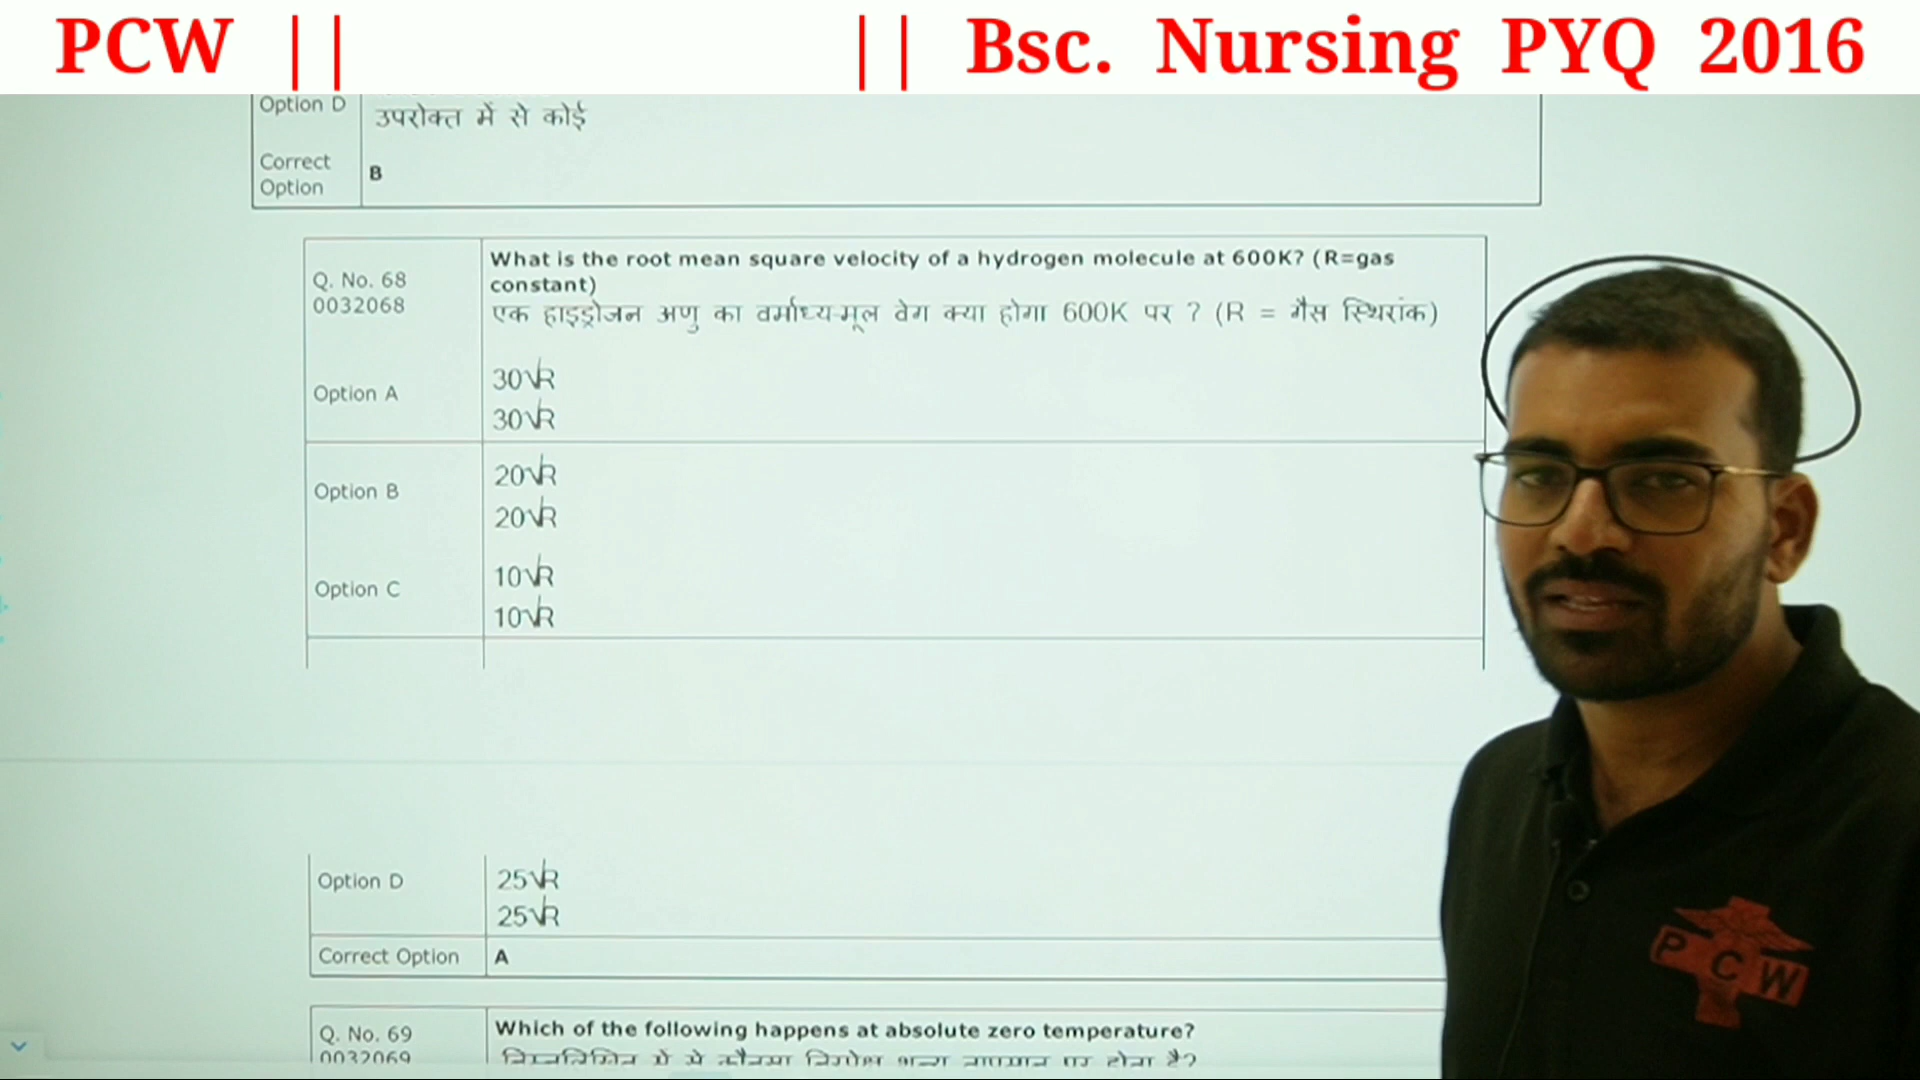 PCW || || Bsc. Nursing PYQ 2016
Option D
उपरोक्त में से कोई
Correct
Option
B
Q. No. 68
0032068
What is the root mean square velocity of a hydrogen molecule at 600K? (R=gas
constant)
एक हाइड्रोजन अणु का वर्माध्य-मूल वेग क्या होगा 600K पर ? (R = गैस स्थिरांक)
Option A
30√R
30√R
Option B
20√R
20√R
Option C
10√R
10√R
Option D
25√R
25√R
Correct Option
A
Q. No. 69
0032069
Which of the following happens at absolute zero temperature?
P C W